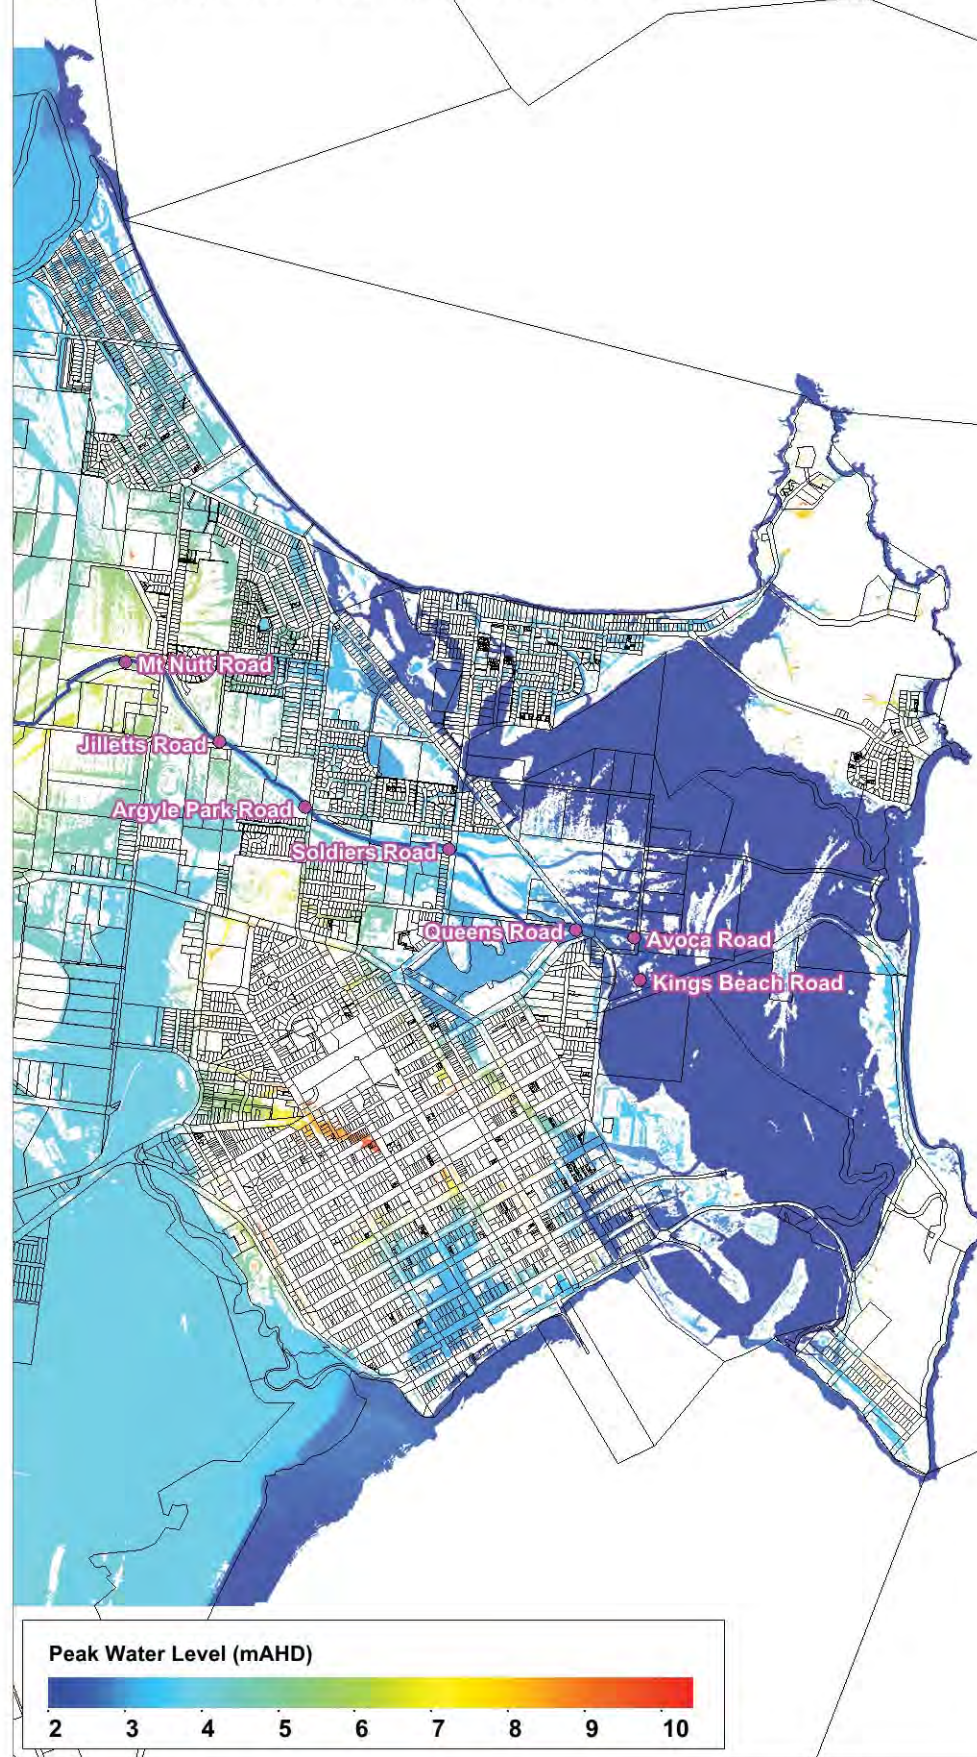 Mt Nutt Road
Jilletts Road
Argyle Park Road
Soldiers Road
Queens Road
Avoca Road
Kings Beach Road
Peak Water Level (mAHD)
2 3 4 5 6 7 8 9 10